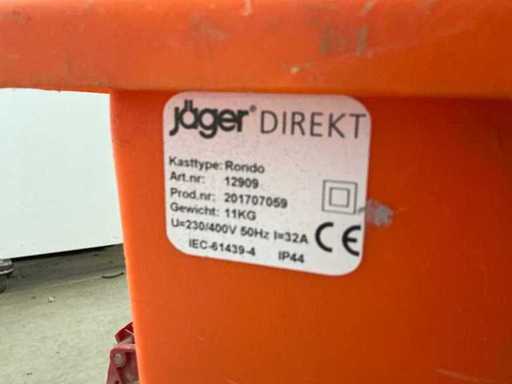 jäger® DIREKT
Kasttype: Rondo
Art.nr: 12909
Prod.nr: 201707059
Gewicht: 11KG
U=230/400V 50Hz I=32A
CE
IEC-61439-4 IP44